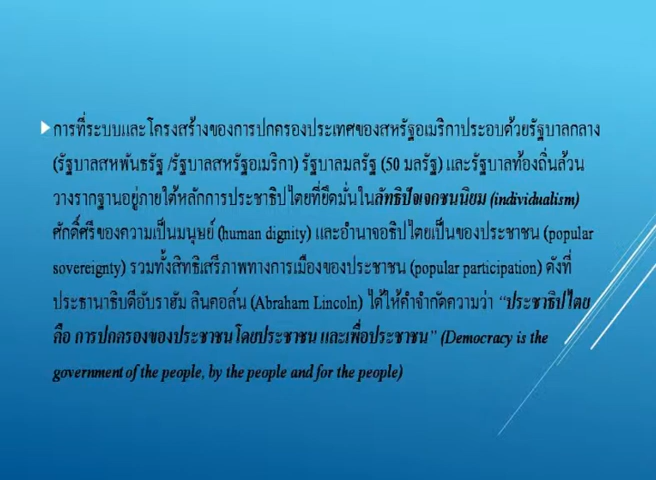 การที่ระบบและโครงสร้างของการปกครองประเทศของสหรัฐอเมริกาประอบด้วยรัฐบาลกลาง
(รัฐบาลสหพันธรัฐ /รัฐบาลสหรัฐอเมริกา) รัฐบาลมลรัฐ (50 มลรัฐ) และรัฐบาลท้องถิ่นล้วน
วางรากฐานอยู่ภายใต้หลักการประชาธิปไตยที่ยึดมั่นในลัทธิปัจเจกชนนิยม (individualism)
ศักดิ์ศรีของความเป็นมนุษย์ (human dignity) และอำนาจอธิปไตยเป็นของประชาชน (popular
sovereignty) รวมทั้งสิทธิเสรีภาพทางการเมืองของประชาชน (popular participation) ดังที่
ประธานาธิบดีอับราฮัม ลินคอล์น (Abraham Lincoln) ได้ให้คำจำกัดความว่า “ประชาธิปไตย
คือ การปกครองของประชาชน โดยประชาชน และเพื่อประชาชน” (Democracy is the
government of the people, by the people and for the people)